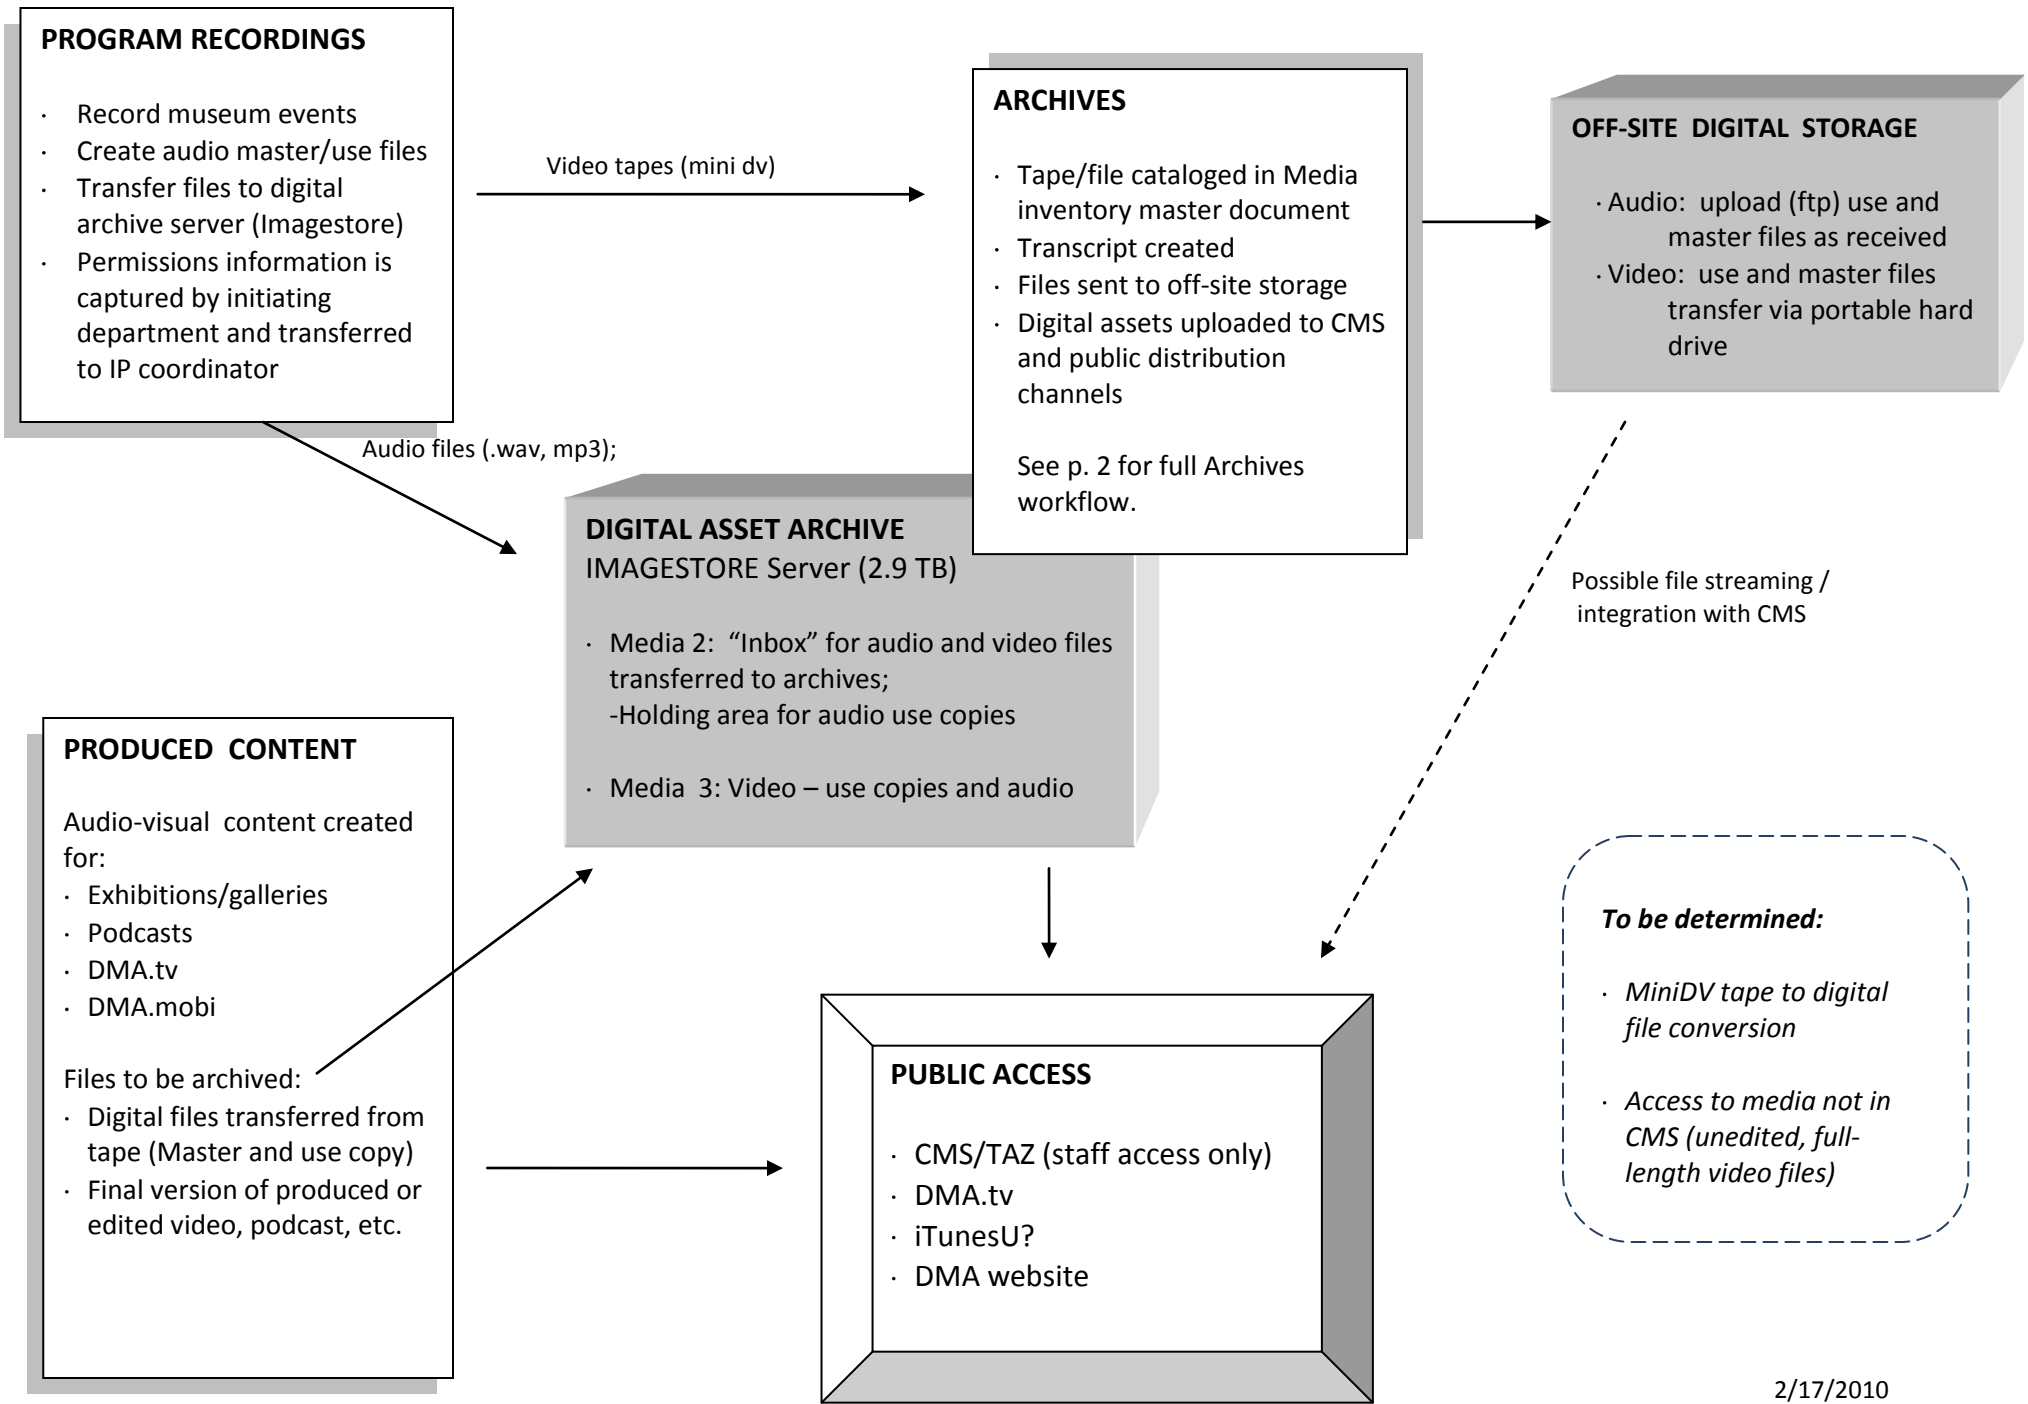 PROGRAM RECORDINGS
· Record museum events
· Create audio master/use files
· Transfer files to digital
archive server (Imagestore)
· Permissions information is
captured by initiating
department and transferred
to IP coordinator
Video tapes (mini dv)
Audio files (.wav, mp3);
ARCHIVES
· Tape/file cataloged in Media
inventory master document
· Transcript created
· Files sent to off-site storage
· Digital assets uploaded to CMS
and public distribution
channels
See p. 2 for full Archives
workflow.
OFF-SITE DIGITAL STORAGE
· Audio: upload (ftp) use and
master files as received
· Video: use and master files
transfer via portable hard
drive
DIGITAL ASSET ARCHIVE
IMAGESTORE Server (2.9 TB)
· Media 2: “Inbox” for audio and video files
transferred to archives;
-Holding area for audio use copies
· Media 3: Video – use copies and audio
Possible file streaming /
integration with CMS
PRODUCED CONTENT
Audio-visual content created
for:
· Exhibitions/galleries
· Podcasts
· DMA.tv
· DMA.mobi
Files to be archived:
· Digital files transferred from
tape (Master and use copy)
· Final version of produced or
edited video, podcast, etc.
PUBLIC ACCESS
· CMS/TAZ (staff access only)
· DMA.tv
· iTunesU?
· DMA website
To be determined:
· MiniDV tape to digital
file conversion
· Access to media not in
CMS (unedited, full-
length video files)
2/17/2010